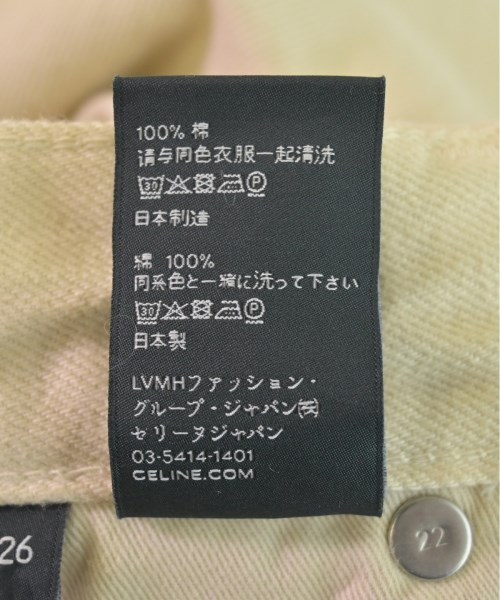 100% 棉
请与同色衣服一起清洗
30 P
日本制造
綿 100%
同系色と一緒に洗って下さい
30 P
日本製
LVMHファッション・
グループ・ジャパン㈱
セリーヌジャパン
03-5414-1401
CELINE.COM
26
22